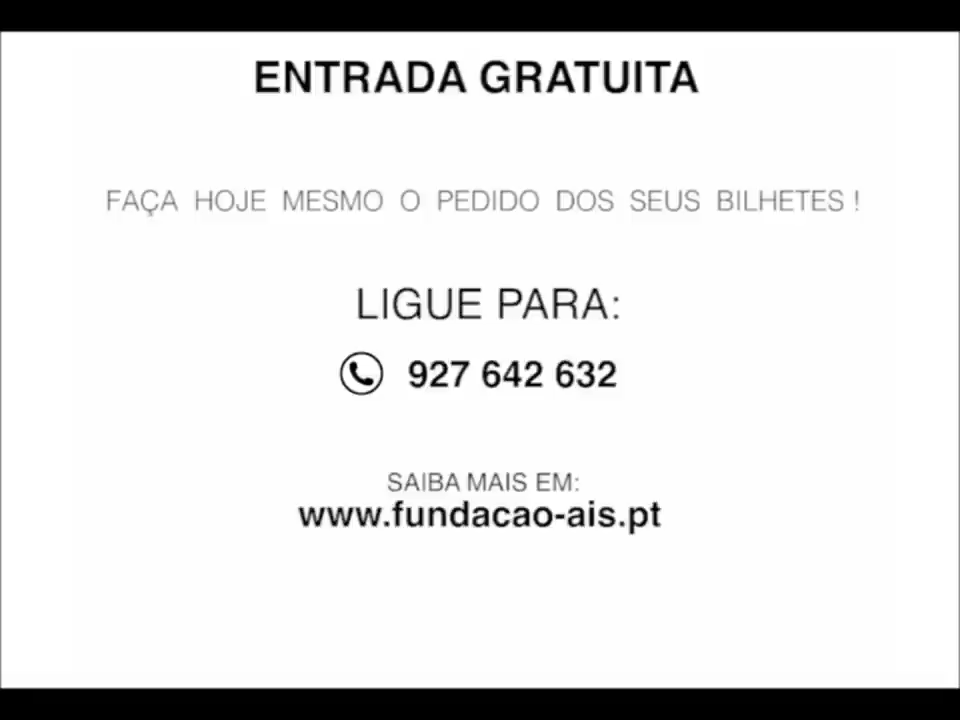 ENTRADA GRATUITA
FAÇA HOJE MESMO O PEDIDO DOS SEUS BILHETES !
LIGUE PARA:
927 642 632
SAIBA MAIS EM:
www.fundacao-ais.pt